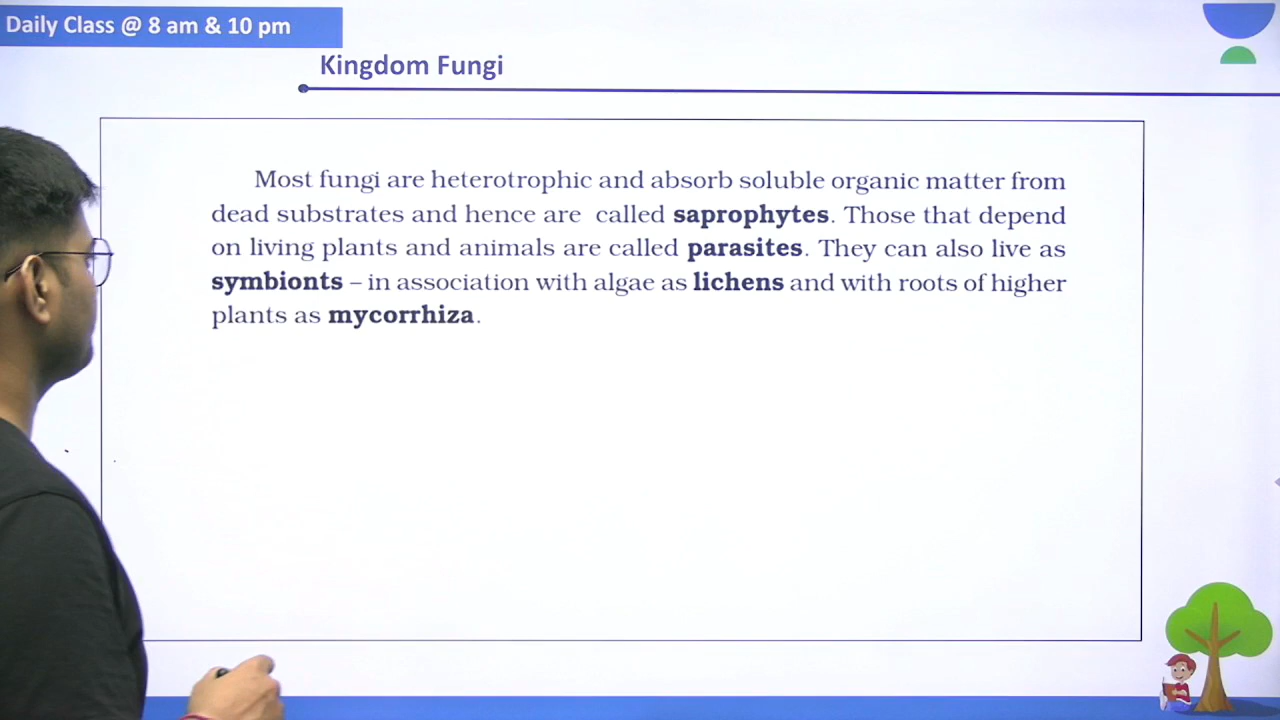 Daily Class @ 8 am & 10 pm
Kingdom Fungi
Most fungi are heterotrophic and absorb soluble organic matter from
dead substrates and hence are called saprophytes. Those that depend
on living plants and animals are called parasites. They can also live as
symbionts – in association with algae as lichens and with roots of higher
plants as mycorrhiza.